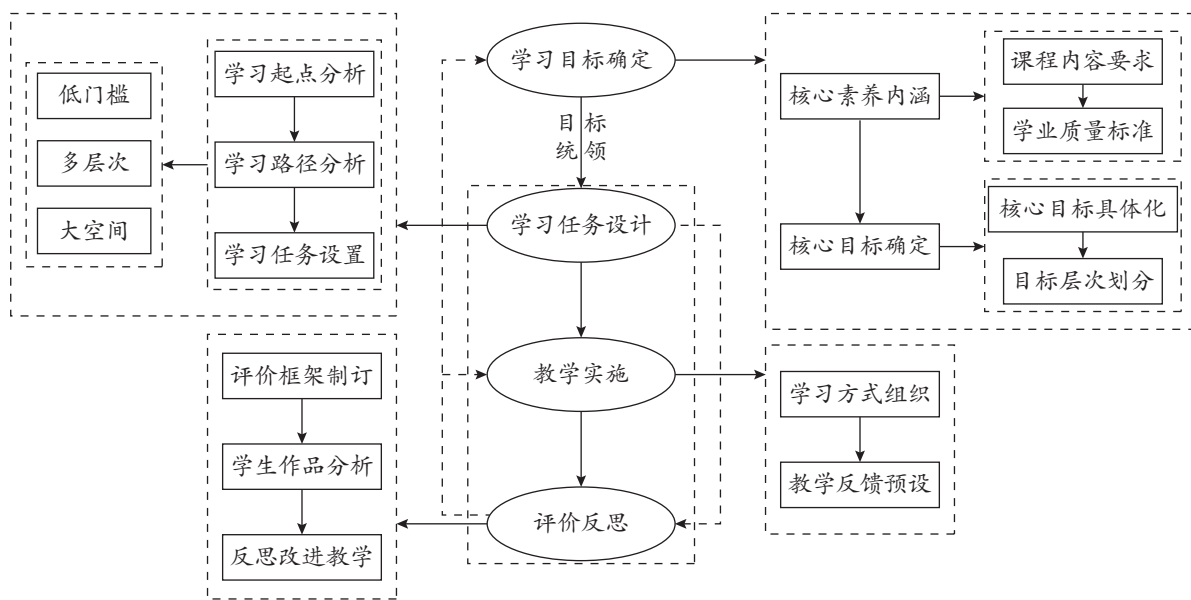 学习目标确定
目标
统领
学习任务设计
教学实施
评价反思
学习起点分析
学习路径分析
学习任务设置
低门槛
多层次
大空间
核心素养内涵
核心目标确定
课程内容要求
学业质量标准
核心目标具体化
目标层次划分
评价框架制订
学生作品分析
反思改进教学
学习方式组织
教学反馈预设